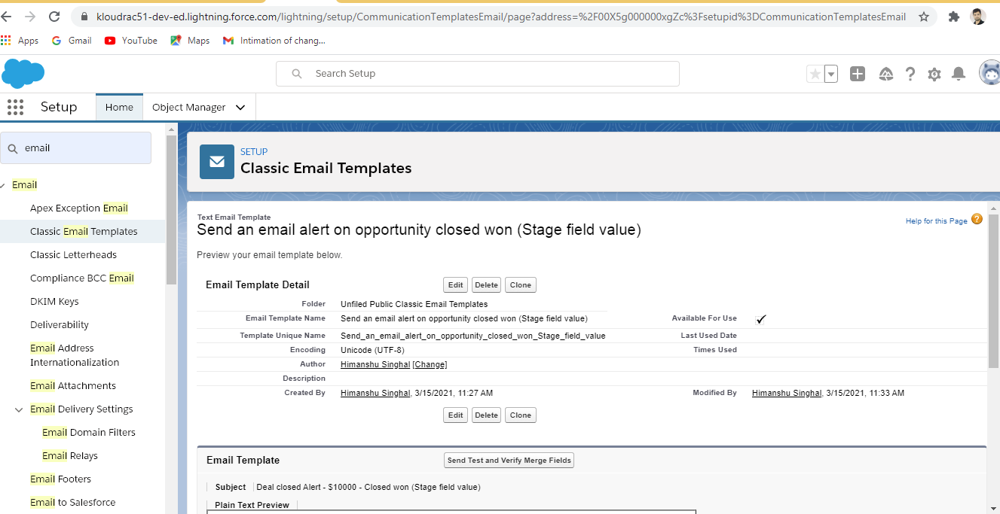 kloudrac51-dev-ed.lightning.force.com/lightning/setup/CommunicationTemplatesEmail/page?address=%2F00X5g000000xgZc%3Fsetupid%3DCommunicationTemplatesEmail
Apps Gmail YouTube Maps Intimation of chang...
Search Setup
Setup Home Object Manager
email
SETUP
Classic Email Templates
Email
Apex Exception Email
Classic Email Templates
Classic Letterheads
Compliance BCC Email
DKIM Keys
Deliverability
Email Address
Internationalization
Email Attachments
Email Delivery Settings
Email Domain Filters
Email Relays
Email Footers
Email to Salesforce
Text Email Template
Send an email alert on opportunity closed won (Stage field value)
Help for this Page ?
Preview your email template below.
Email Template Detail Edit Delete Clone
Folder Unfiled Public Classic Email Templates
Email Template Name Send an email alert on opportunity closed won (Stage field value) Available For Use
Template Unique Name Send_an_email_alert_on_opportunity_closed_won_Stage_field_value Last Used Date
Encoding Unicode (UTF-8) Times Used
Author Himanshu Singhal [Change]
Description
Created By Himanshu Singhal, 3/15/2021, 11:27 AM Modified By Himanshu Singhal, 3/15/2021, 11:33 AM
Edit Delete Clone
Email Template Send Test and Verify Merge Fields
Subject Deal closed Alert - $10000 - Closed won (Stage field value)
Plain Text Preview